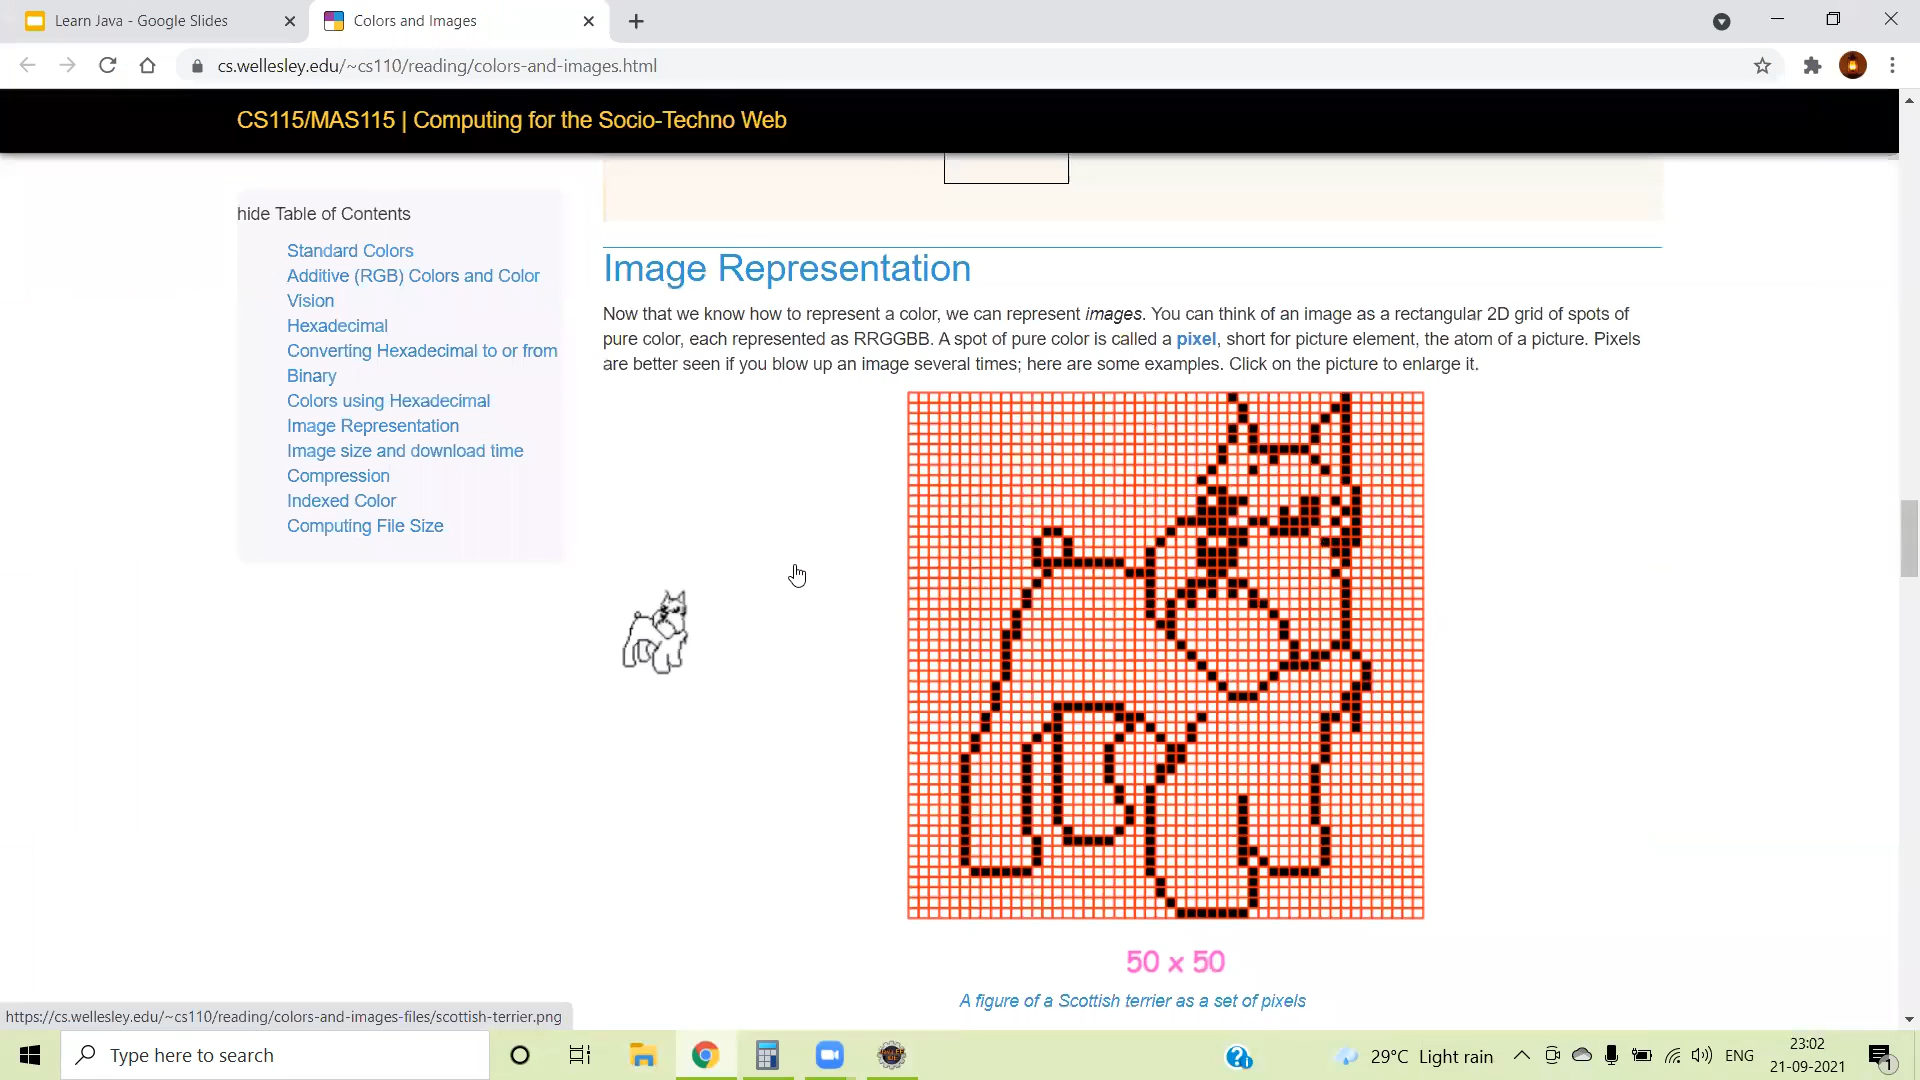 Learn Java - Google Slides
Colors and Images
cs.wellesley.edu/~cs110/reading/colors-and-images.html
CS115/MAS115 | Computing for the Socio-Techno Web
hide Table of Contents
Standard Colors
Additive (RGB) Colors and Color
Vision
Hexadecimal
Converting Hexadecimal to or from
Binary
Colors using Hexadecimal
Image Representation
Image size and download time
Compression
Indexed Color
Computing File Size
Image Representation
Now that we know how to represent a color, we can represent images. You can think of an image as a rectangular 2D grid of spots of
pure color, each represented as RRGGBB. A spot of pure color is called a pixel, short for picture element, the atom of a picture. Pixels
are better seen if you blow up an image several times; here are some examples. Click on the picture to enlarge it.
50 x 50
A figure of a Scottish terrier as a set of pixels
https://cs.wellesley.edu/~cs110/reading/colors-and-images-files/scottish-terrier.png
Type here to search
29°C Light rain
ENG
23:02
21-09-2021
1